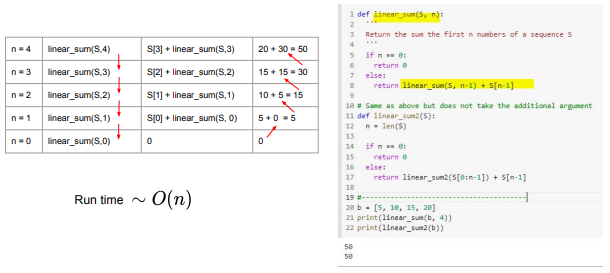 n = 4 linear_sum(S,4) S[3] + linear_sum(S,3) 20 + 30 = 50
n = 3 linear_sum(S,3) S[2] + linear_sum(S,2) 15 + 15 = 30
n = 2 linear_sum(S,2) S[1] + linear_sum(S,1) 10 + 5 = 15
n = 1 linear_sum(S,1) S[0] + linear_sum(S, 0) 5 + 0 = 5
n = 0 linear_sum(S,0) 0 0
Run time ∼ O(n)
1 def linear_sum(S, n):
2 '''
3 Return the sum the first n numbers of a sequence S
4 '''
5 if n == 0:
6 return 0
7 else:
8 return linear_sum(S, n-1) + S[n-1]
9
10 # Same as above but does not take the additional argument
11 def linear_sum2(S):
12 n = len(S)
13
14 if n == 0:
15 return 0
16 else:
17 return linear_sum2(S[0:n-1]) + S[n-1]
18
19 #----------------------------------------
20 b = [5, 10, 15, 20]
21 print(linear_sum(b, 4))
22 print(linear_sum2(b))
50
50